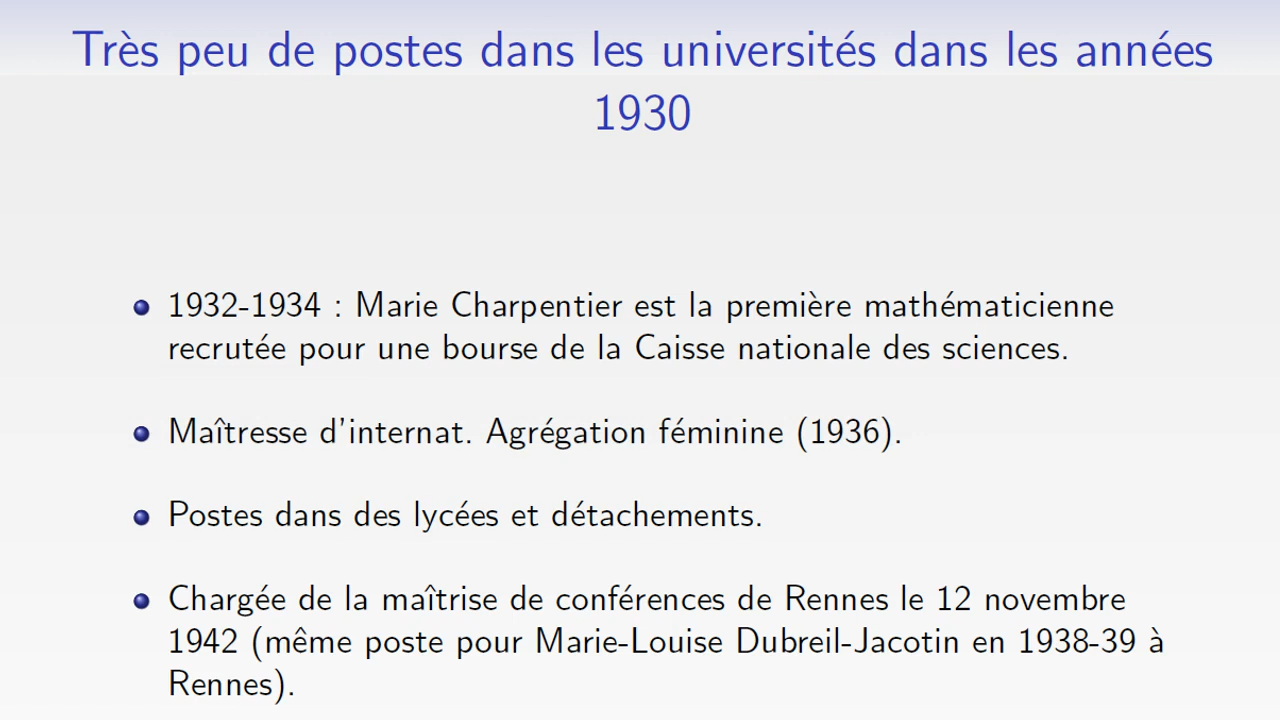 Très peu de postes dans les universités dans les années
1930
1932-1934 : Marie Charpentier est la première mathématicienne
recrutée pour une bourse de la Caisse nationale des sciences.
Maîtresse d'internat. Agrégation féminine (1936).
Postes dans des lycées et détachements.
Chargée de la maîtrise de conférences de Rennes le 12 novembre
1942 (même poste pour Marie-Louise Dubreil-Jacotin en 1938-39 à
Rennes).